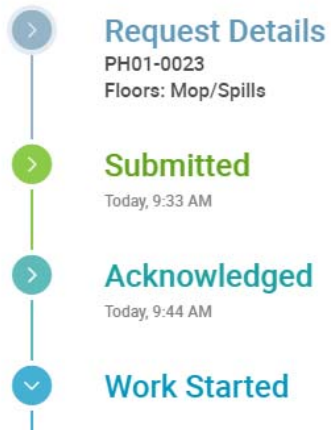 Request Details
PH01-0023
Floors: Mop/Spills
Submitted
Today, 9:33 AM
Acknowledged
Today, 9:44 AM
Work Started